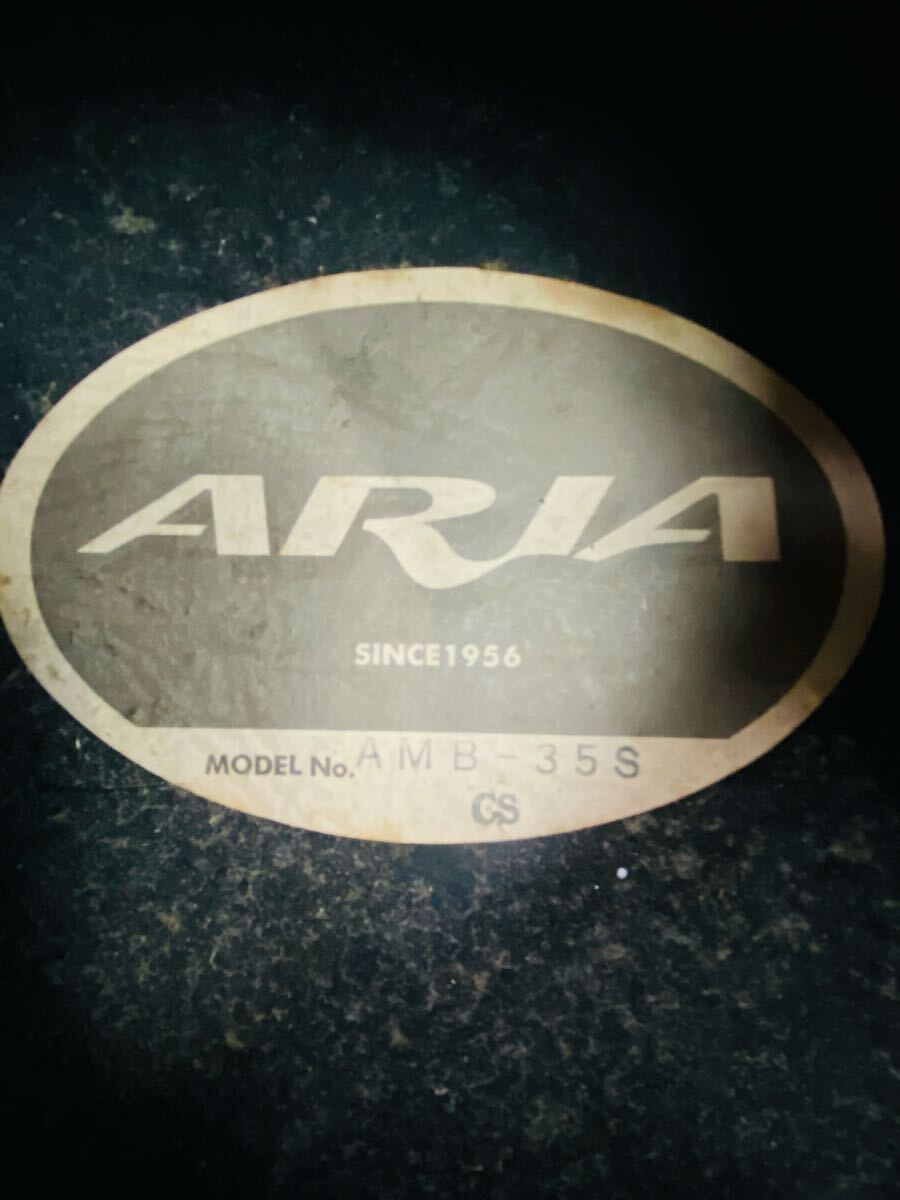 ARIA
SINCE1956
MODEL No. AMB-35S
CS